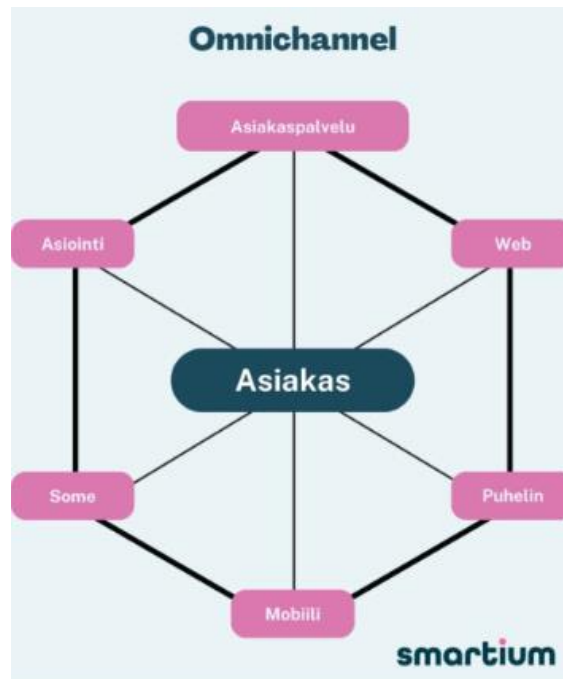 Omnichannel
Asiakaspalvelu
Asiointi
Web
Asiakas
Some
Puhelin
Mobiili
smartium